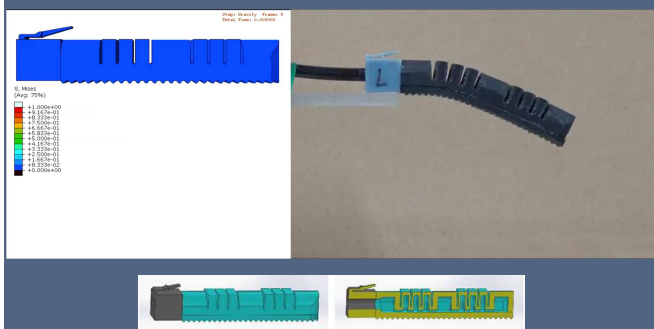 Step: Gravity Frame: 0
Total Time: 0.000000
S, Mises
(Avg: 75%)
+1.000e+00
+9.167e-01
+8.333e-01
+7.500e-01
+6.667e-01
+5.833e-01
+5.000e-01
+4.167e-01
+3.333e-01
+2.500e-01
+1.667e-01
+8.333e-02
+0.000e+00
L